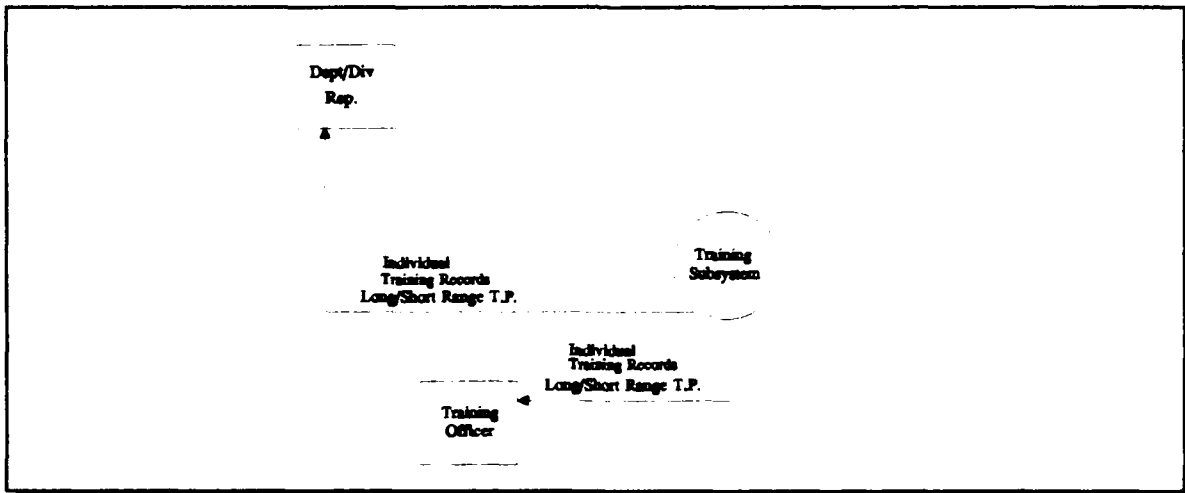 Dept/Div
Rep.
Training
Subsystem
Individual
Training Records
Long/Short Range T.P.
Individual
Training Records
Long/Short Range T.P.
Training
Officer